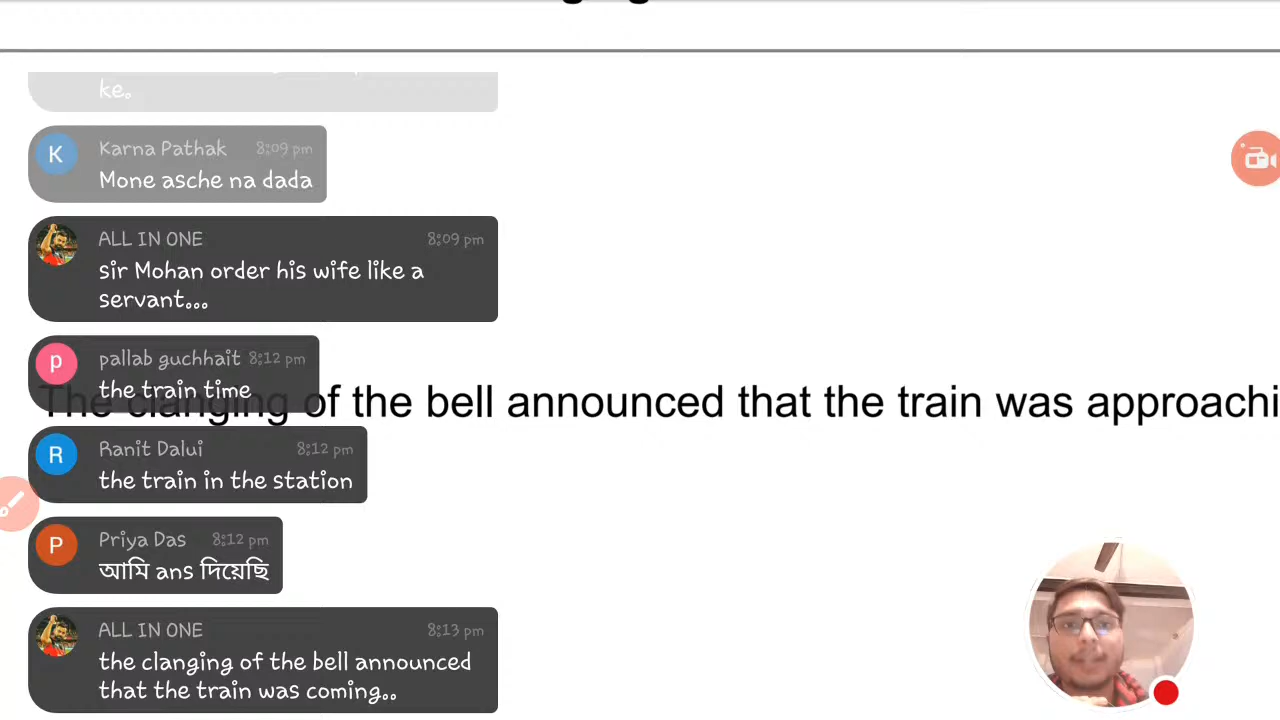 ke。
K
Karna Pathak 8:09 pm
Mone asche na dada
ALL IN ONE 8:09 pm
sir Mohan order his wife like a
servant...
p
pallab guchhait 8:12 pm
the train time
The clanging of the bell announced that the train was approachi
R
Ranit Dalui 8:12 pm
the train in the station
P
Priya Das 8:12 pm
আমি ans দিয়েছি
ALL IN ONE 8:13 pm
the clanging of the bell announced
that the train was coming..